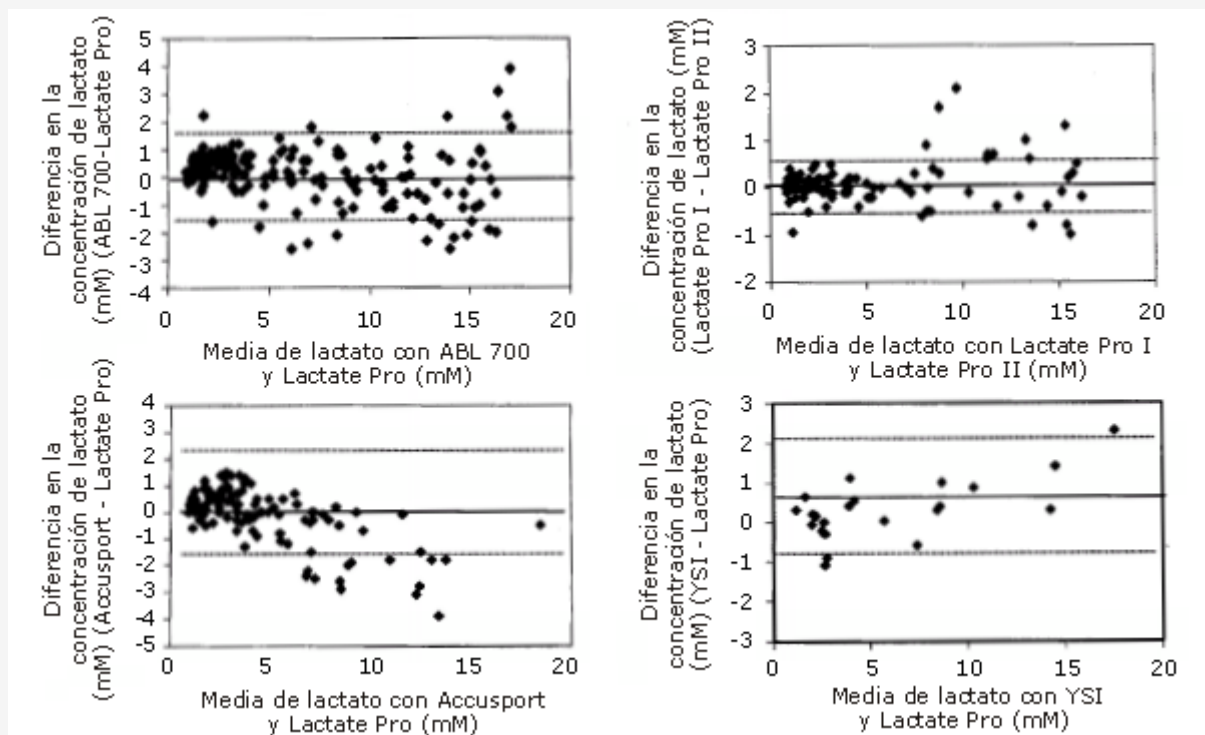 Diferencia en la
concentración de lactato
(mM) (ABL 700-Lactate Pro)
5
4
3
2
1
0
-1
-2
-3
-4
0
5
10
15
20
Media de lactato con ABL 700
y Lactate Pro (mM)
Diferencia en la
concentración de lactato (mM)
(Lactate Pro I - Lactate Pro II)
3
2
1
0
-1
-2
0
5
10
15
20
Media de lactato con Lactate Pro I
y Lactate Pro II (mM)
Diferencia en la
concentración de lactato
(mM) (Accusport - Lactate Pro)
4
3
2
1
0
-1
-2
-3
-4
-5
0
5
10
15
20
Media de lactato con Accusport
y Lactate Pro (mM)
Diferencia en la
concentración de lactato
(mM) (YSI - Lactate Pro)
3
2
1
0
-1
-2
-3
0
5
10
15
20
Media de lactato con YSI
y Lactate Pro (mM)